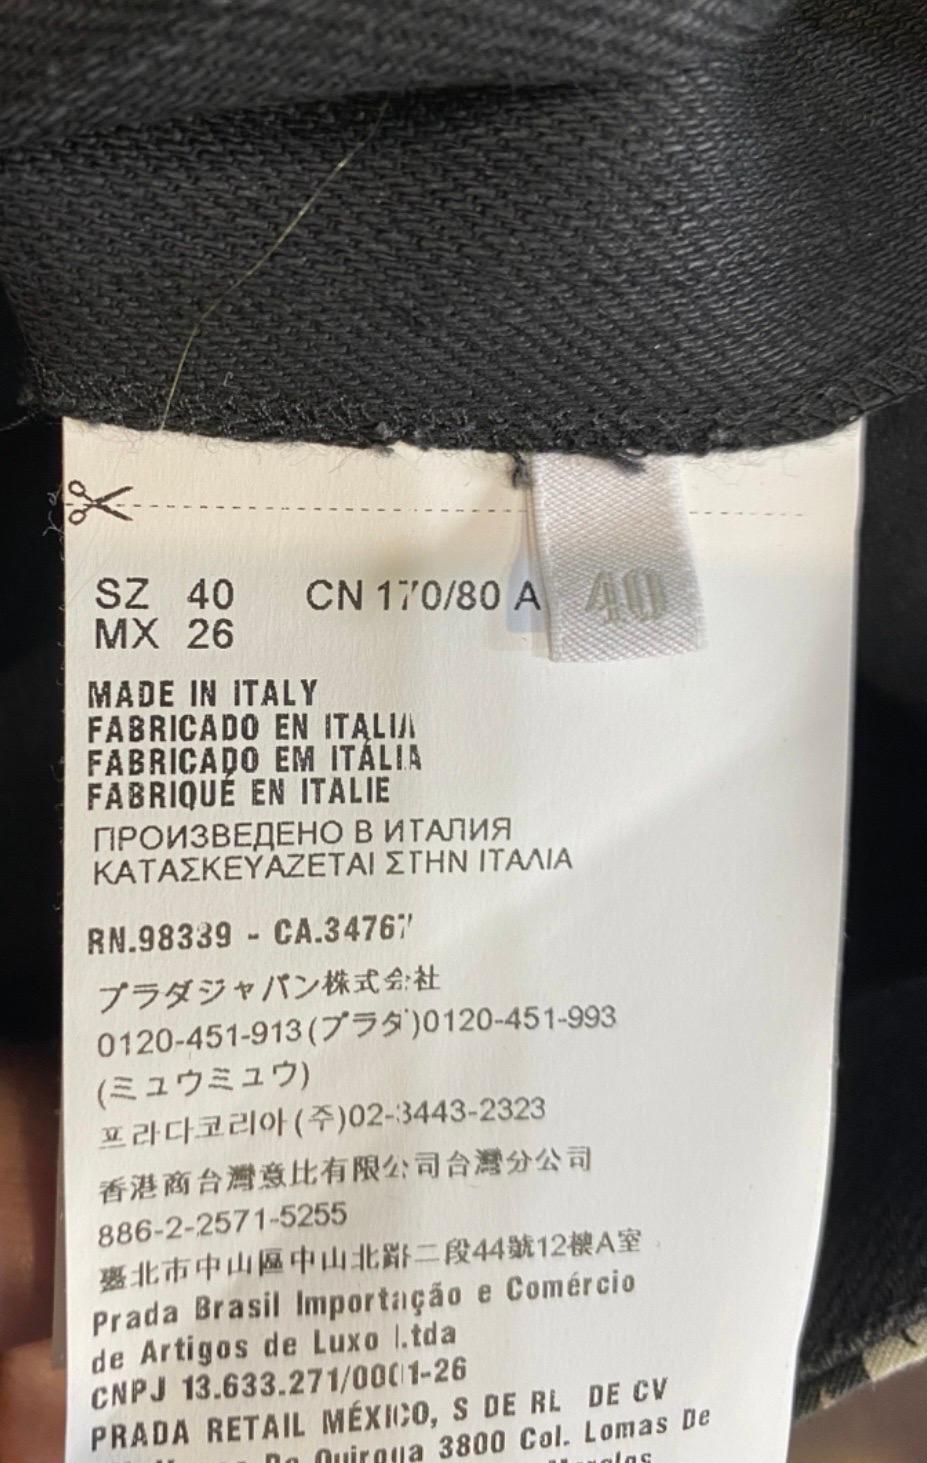 SZ 40 CN 170/80 A
40
MX 26
MADE IN ITALY
FABRICADO EN ITALIA
FABRICADO EM ITÁLIA
FABRIQUÉ EN ITALIE
ПРОИЗВЕДЕНО В ИТАЛИЯ
ΚΑΤΑΣΚΕΥΑΖΕΤΑΙ ΣΤΗΝ ΙΤΑΛΙΑ
RN.98339 - CA.34767
プラダジャパン株式会社
0120-451-913(プラダ)0120-451-993
(ミュウミュウ)
프라다코리아(주)02-3443-2323
香港商台灣意比有限公司台灣分公司
886-2-2571-5255
臺北市中山區中山北路二段44號12樓A室
Prada Brasil Importação e Comércio
de Artigos de Luxo Ltda
CNPJ 13.633.271/0001-26
PRADA RETAIL MÉXICO, S DE RL DE CV
Quiroga 3800 Col. Lomas De